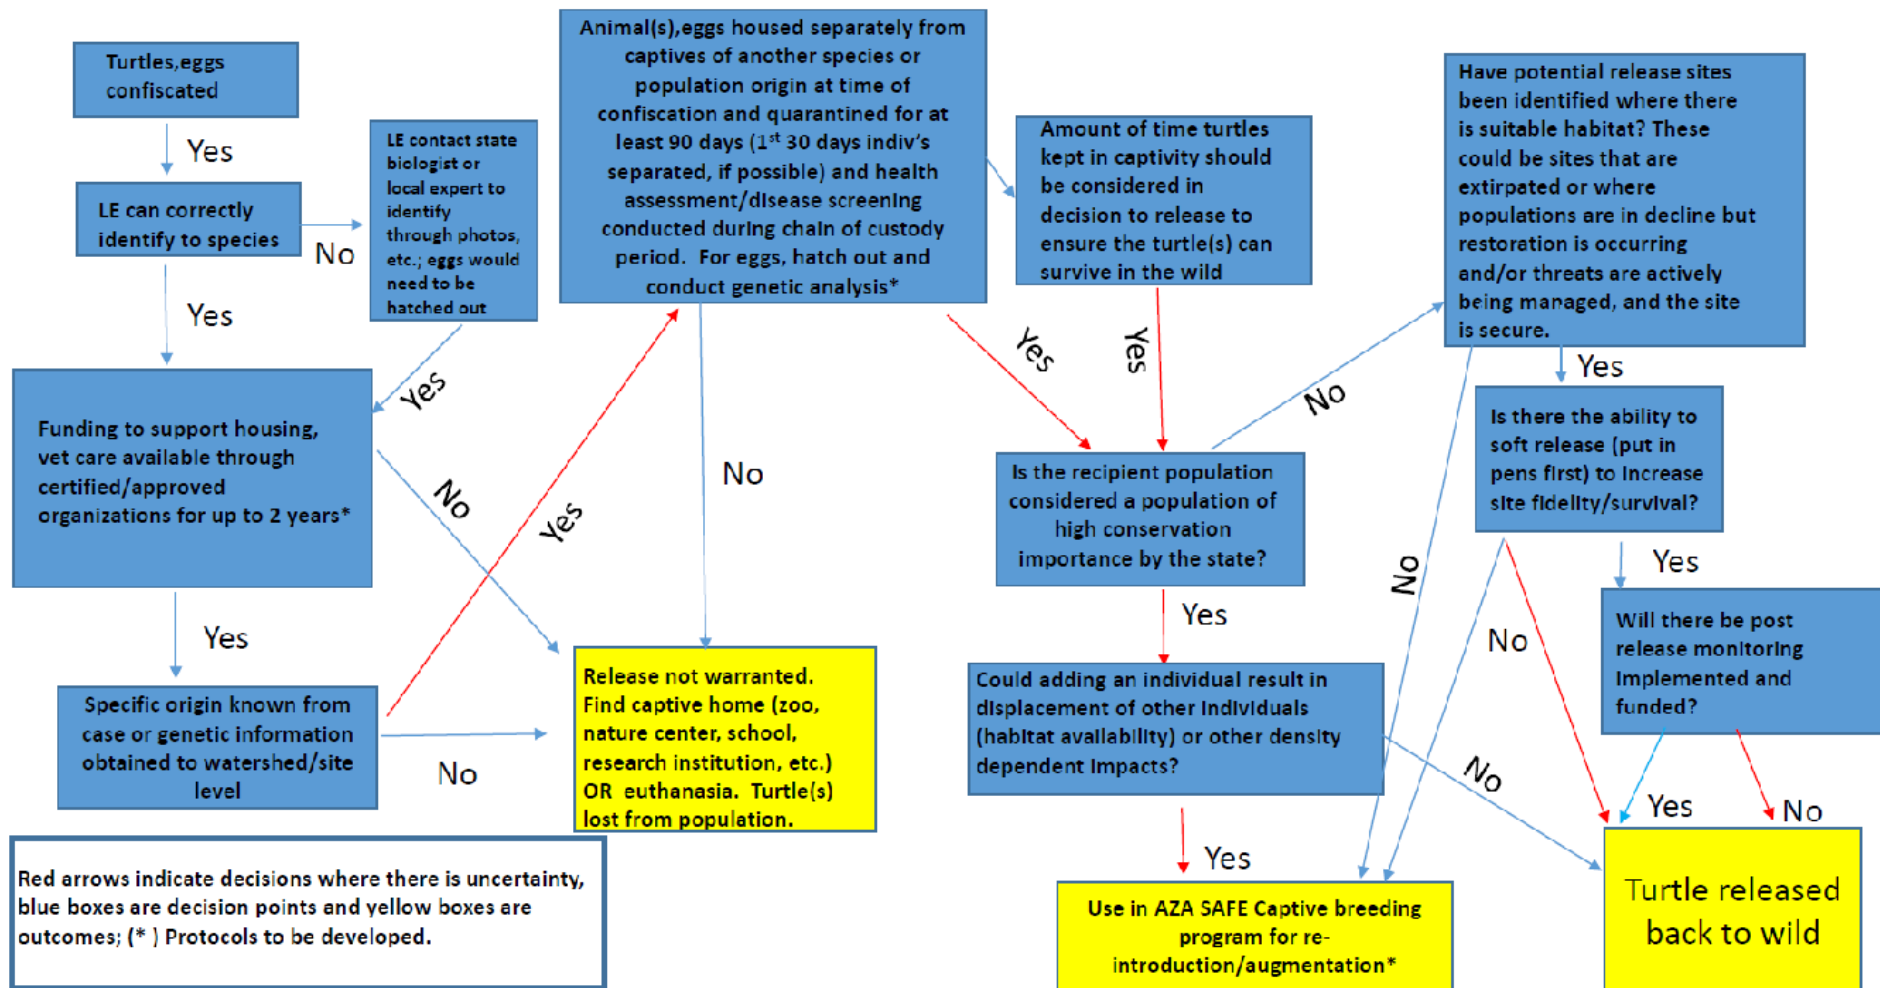 Turtles,eggs
confiscated
Yes
LE can correctly
identify to species
No
LE contact state
biologist or
local expert to
identify
through photos,
etc.; eggs would
need to be
hatched out
Yes
Yes
Funding to support housing,
vet care available through
certified/approved
organizations for up to 2 years*
No
Yes
Specific origin known from
case or genetic information
obtained to watershed/site
level
Yes
No
Animal(s),eggs housed separately from
captives of another species or
population origin at time of
confiscation and quarantined for at
least 90 days (1st 30 days indiv's
separated, if possible) and health
assessment/disease screening
conducted during chain of custody
period. For eggs, hatch out and
conduct genetic analysis*
No
Yes
Release not warranted.
Find captive home (zoo,
nature center, school,
research institution, etc.)
OR euthanasia. Turtle(s)
lost from population.
Amount of time turtles
kept in captivity should
be considered in
decision to release to
ensure the turtle(s) can
survive in the wild
Yes
Is the recipient population
considered a population of
high conservation
importance by the state?
No
Yes
Could adding an individual result in
displacement of other individuals
(habitat availability) or other density
dependent impacts?
No
Yes
Use in AZA SAFE Captive breeding
program for re-
introduction/augmentation*
Have potential release sites
been identified where there
is suitable habitat? These
could be sites that are
extirpated or where
populations are in decline but
restoration is occurring
and/or threats are actively
being managed, and the site
is secure.
No
Yes
Is there the ability to
soft release (put in
pens first) to increase
site fidelity/survival?
No
Yes
Will there be post
release monitoring
implemented and
funded?
Yes
No
Turtle released
back to wild
Red arrows indicate decisions where there is uncertainty,
blue boxes are decision points and yellow boxes are
outcomes; (* ) Protocols to be developed.